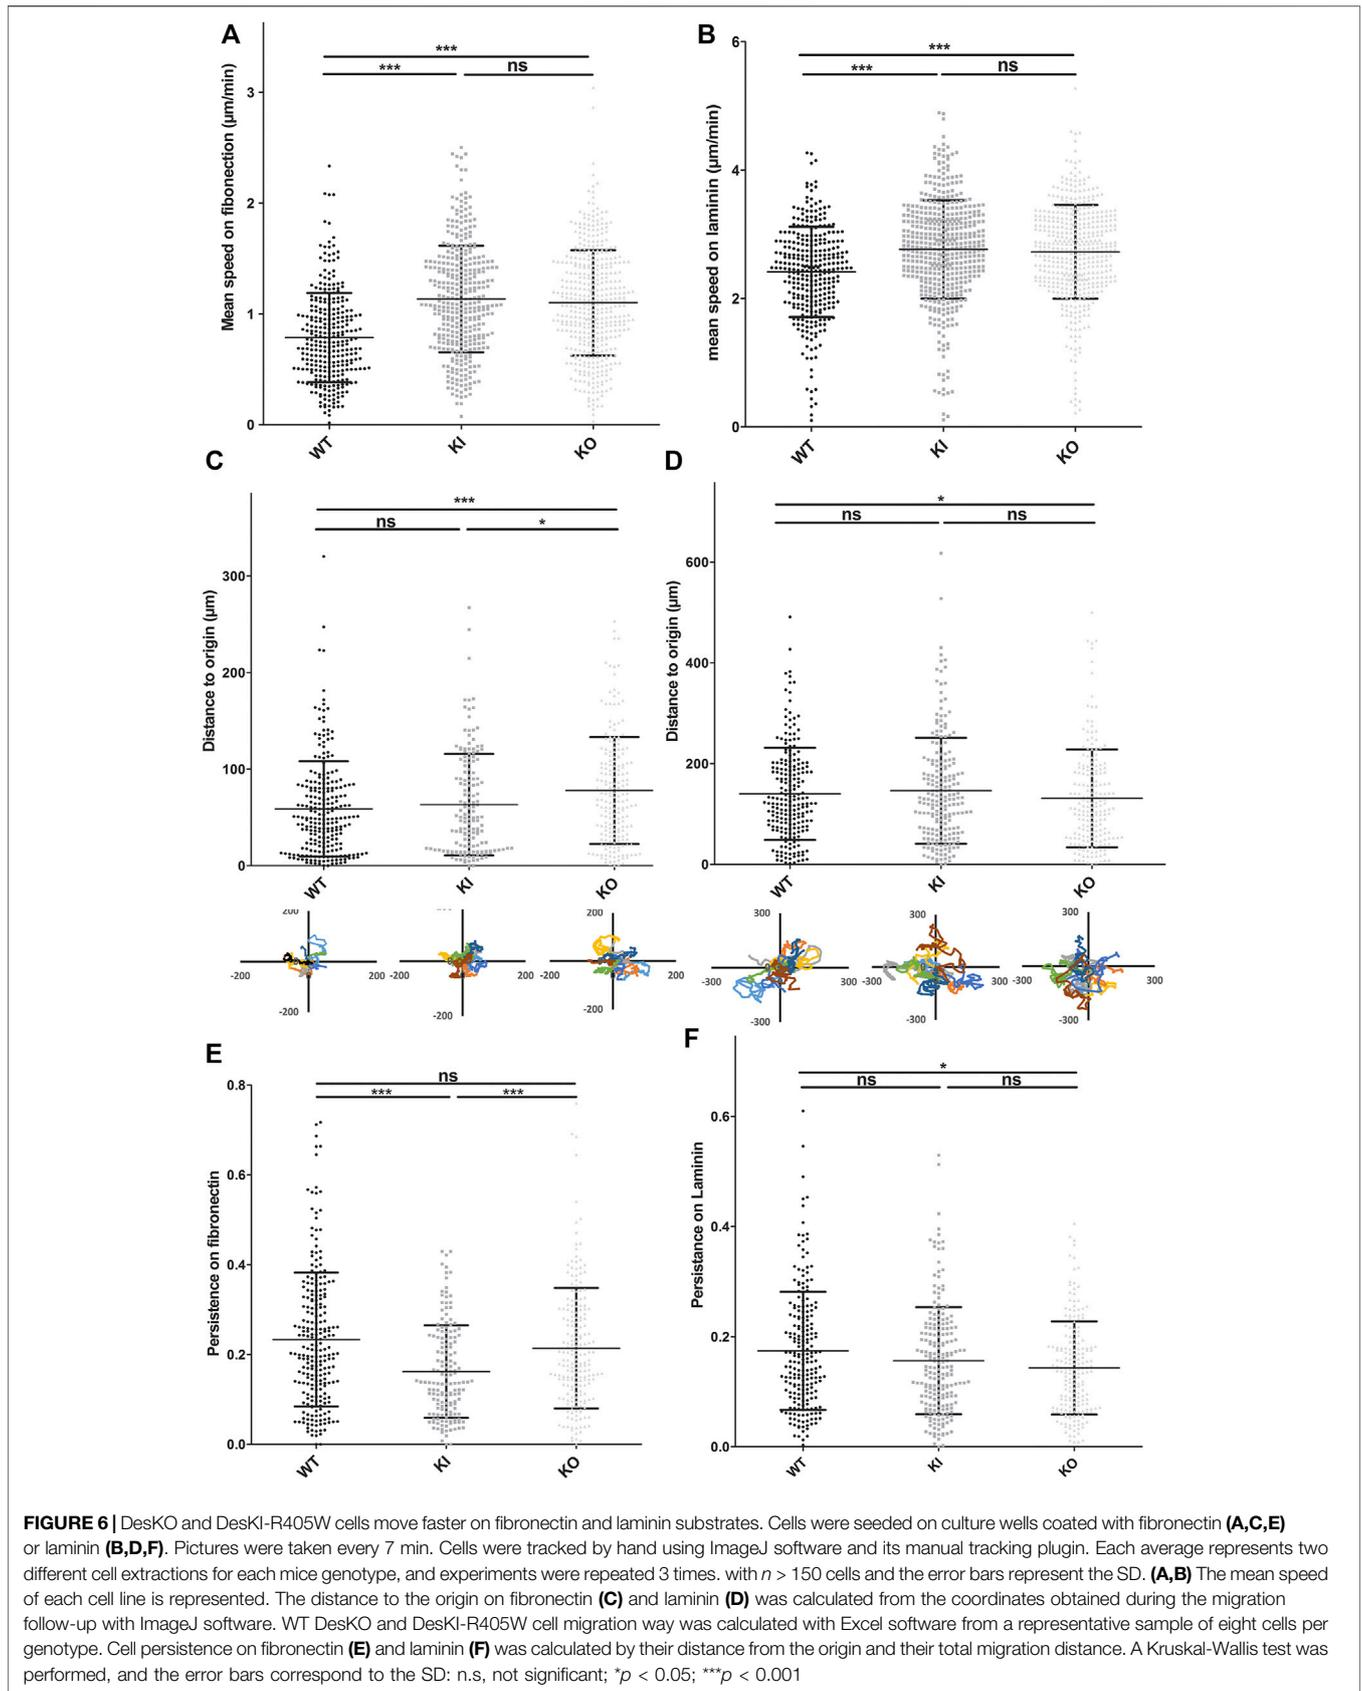 A
Mean speed on fibonection (µm/min)
***
*** ns
3
2
1
0
WT KI KO
B
mean speed on laminin (µm/min)
***
*** ns
6
4
2
0
WT KI KO
C
Distance to origin (µm)
***
ns *
300
200
100
0
WT KI KO
D
Distance to origin (µm)
*
ns ns
600
400
200
0
WT KI KO
200 200 300 300 300
-200 200 -200 200 -200 200 -300 300 -300 300 -300 300
-200 -200 -200 -300 -300 -300
E
Persistence on fibronectin
ns
*** ***
0.8
0.6
0.4
0.2
0.0
WT KI KO
F
Persistance on Laminin
*
ns ns
0.6
0.4
0.2
0.0
WT KI KO
FIGURE 6 | DesKO and DesKI-R405W cells move faster on fibronectin and laminin substrates. Cells were seeded on culture wells coated with fibronectin (A,C,E)
or laminin (B,D,F). Pictures were taken every 7 min. Cells were tracked by hand using ImageJ software and its manual tracking plugin. Each average represents two
different cell extractions for each mice genotype, and experiments were repeated 3 times. with n > 150 cells and the error bars represent the SD. (A,B) The mean speed
of each cell line is represented. The distance to the origin on fibronectin (C) and laminin (D) was calculated from the coordinates obtained during the migration
follow-up with ImageJ software. WT DesKO and DesKI-R405W cell migration way was calculated with Excel software from a representative sample of eight cells per
genotype. Cell persistence on fibronectin (E) and laminin (F) was calculated by their distance from the origin and their total migration distance. A Kruskal-Wallis test was
performed, and the error bars correspond to the SD: n.s, not significant; *p < 0.05; ***p < 0.001